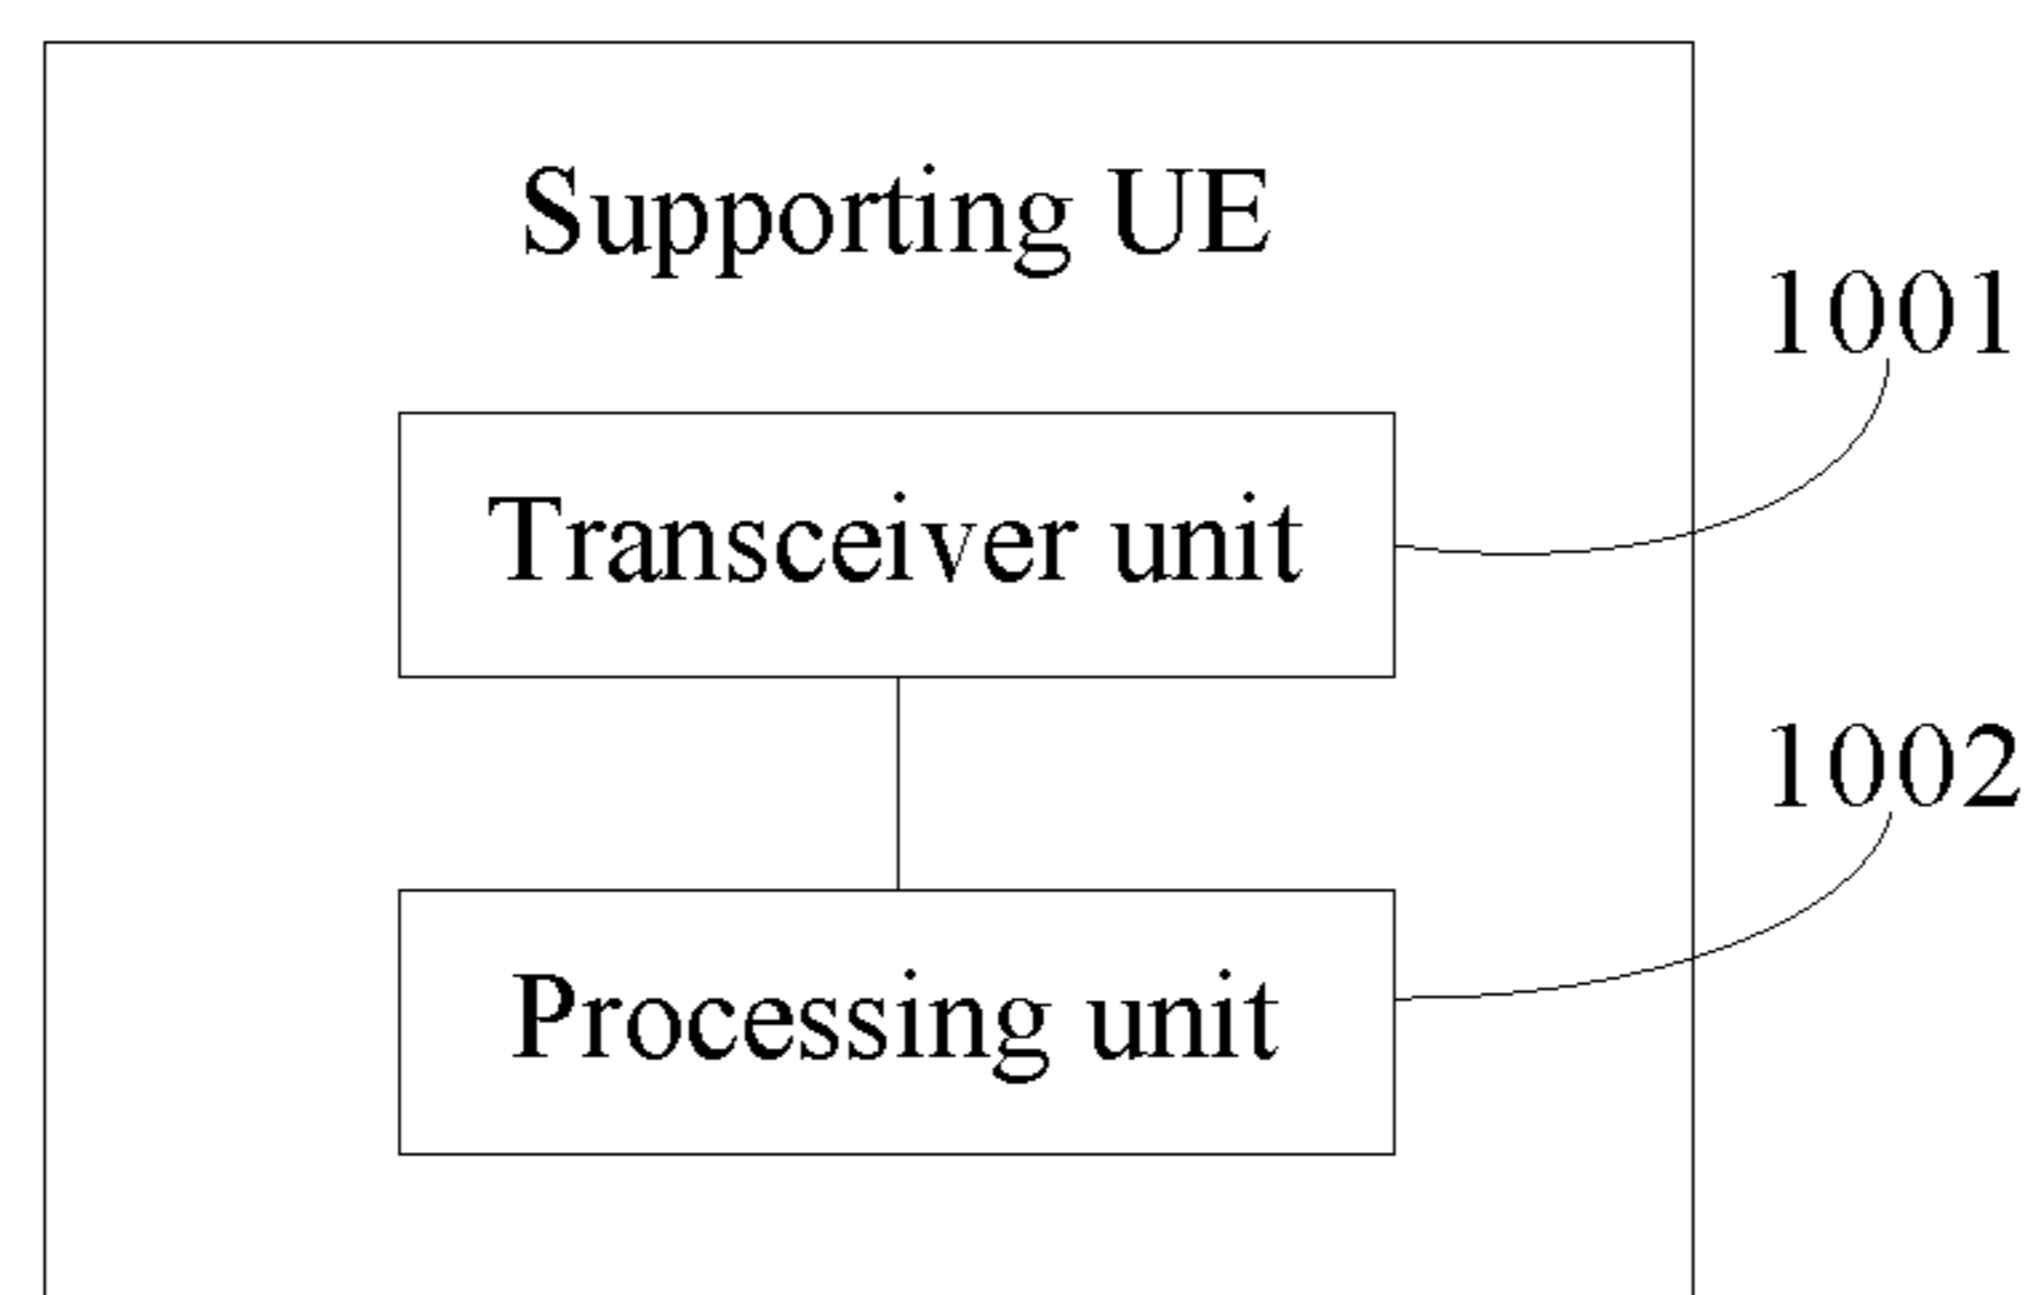 Supporting UE
1001
Transceiver unit
1002
Processing unit